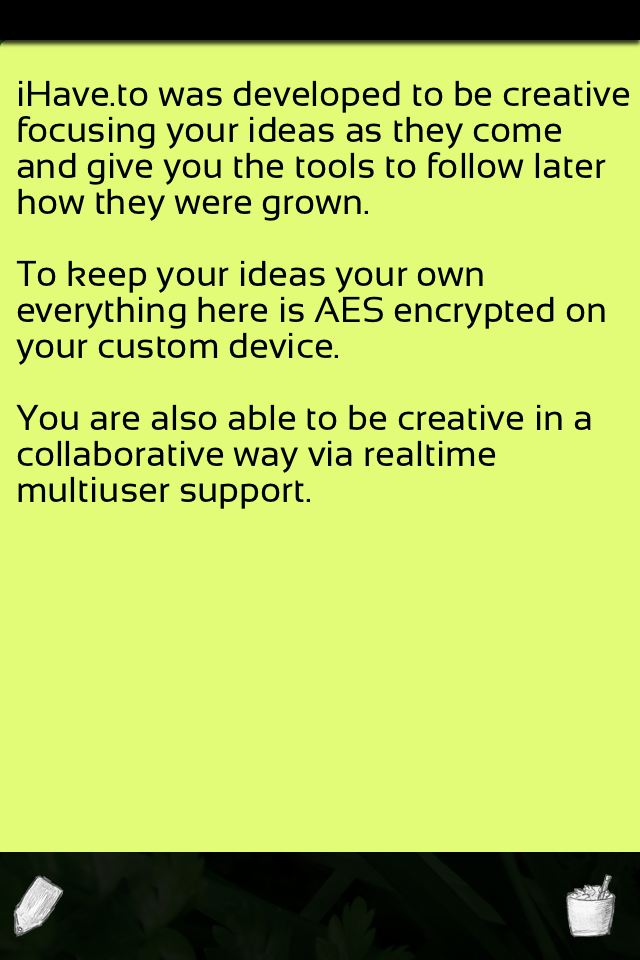 iHave.to was developed to be creative
focusing your ideas as they come
and give you the tools to follow later
how they were grown.
To keep your ideas your own
everything here is AES encrypted on
your custom device.
You are also able to be creative in a
collaborative way via realtime
multiuser support.